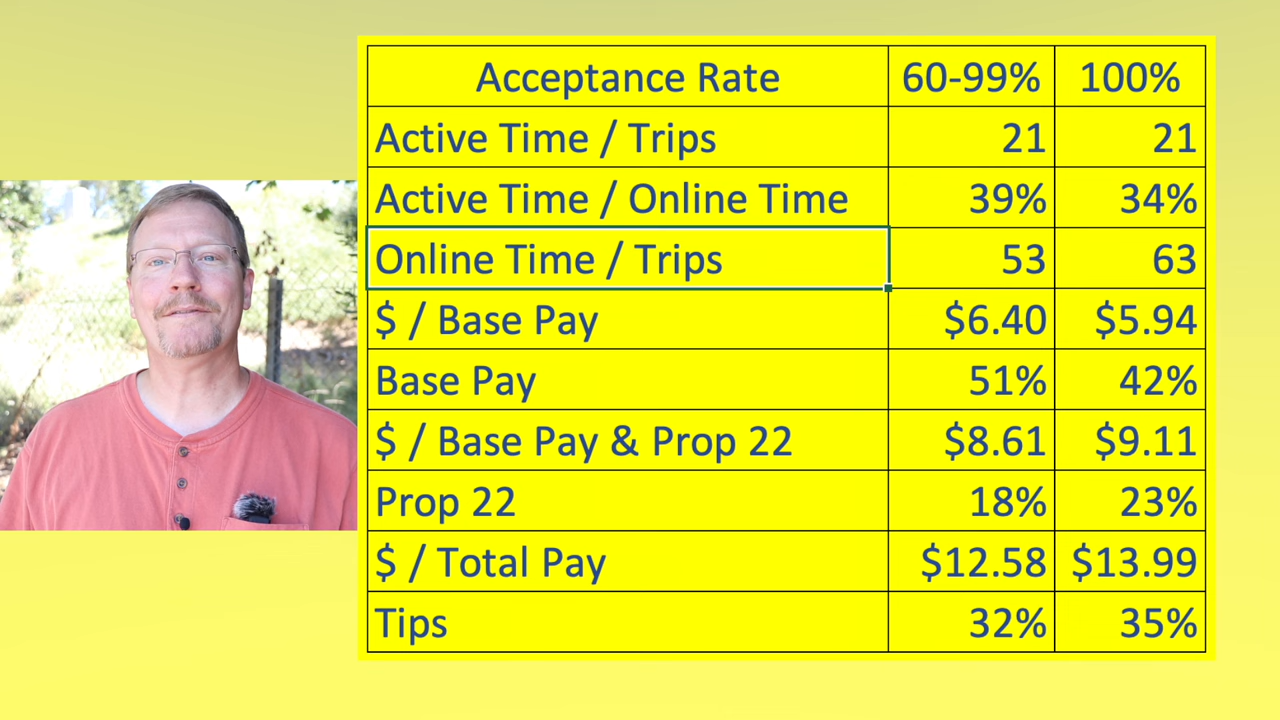 Acceptance Rate 60-99% 100%
Active Time / Trips 21 21
Active Time / Online Time 39% 34%
Online Time / Trips 53 63
$ / Base Pay $6.40 $5.94
Base Pay 51% 42%
$ / Base Pay & Prop 22 $8.61 $9.11
Prop 22 18% 23%
$ / Total Pay $12.58 $13.99
Tips 32% 35%